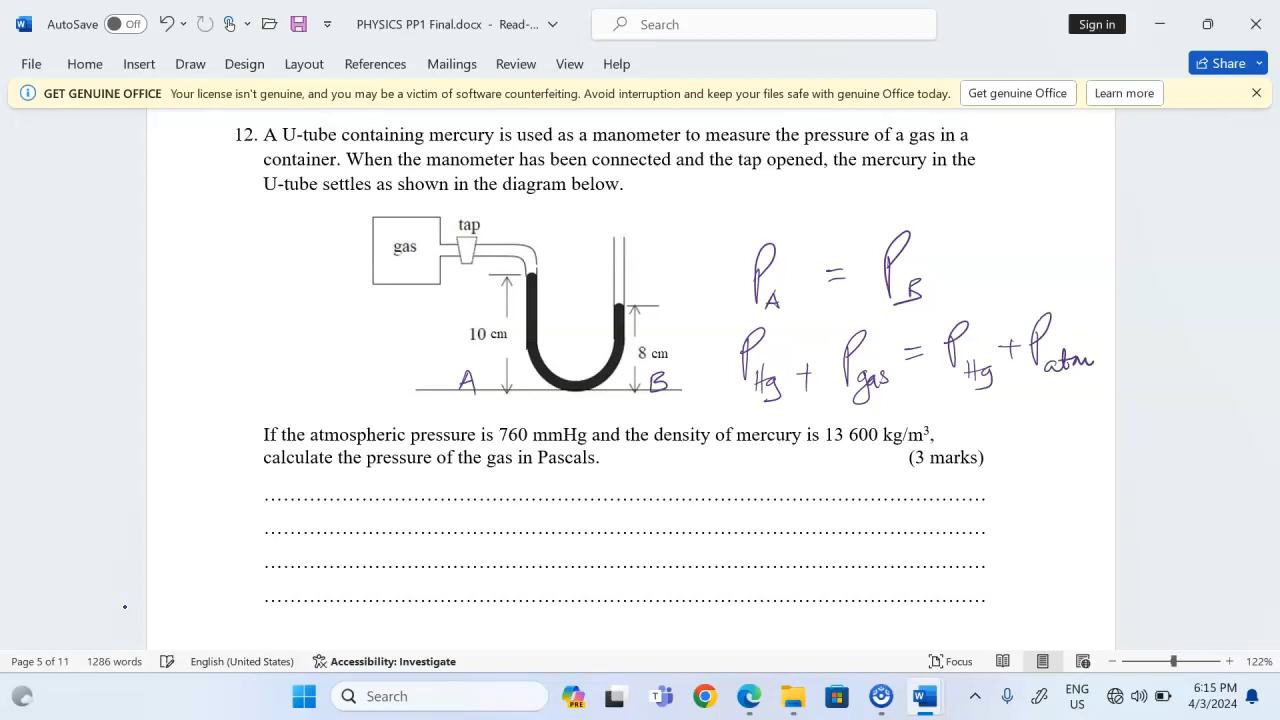 AutoSave Off PHYSICS PP1 Final.docx - Read-... Search Sign in
File Home Insert Draw Design Layout References Mailings Review View Help Share
GET GENUINE OFFICE Your license isn't genuine, and you may be a victim of software counterfeiting. Avoid interruption and keep your files safe with genuine Office today. Get genuine Office Learn more
12. A U-tube containing mercury is used as a manometer to measure the pressure of a gas in a
container. When the manometer has been connected and the tap opened, the mercury in the
U-tube settles as shown in the diagram below.
tap
gas
P_A = P_B
10 cm
8 cm
P_Hg + P_gas = P_Hg + P_atm
A B
If the atmospheric pressure is 760 mmHg and the density of mercury is 13 600 kg/m³,
calculate the pressure of the gas in Pascals. (3 marks)
................................................................................
................................................................................
................................................................................
................................................................................
Page 5 of 11 1286 words English (United States) Accessibility: Investigate Focus 122%
Search PRE ENG US 6:15 PM 4/3/2024